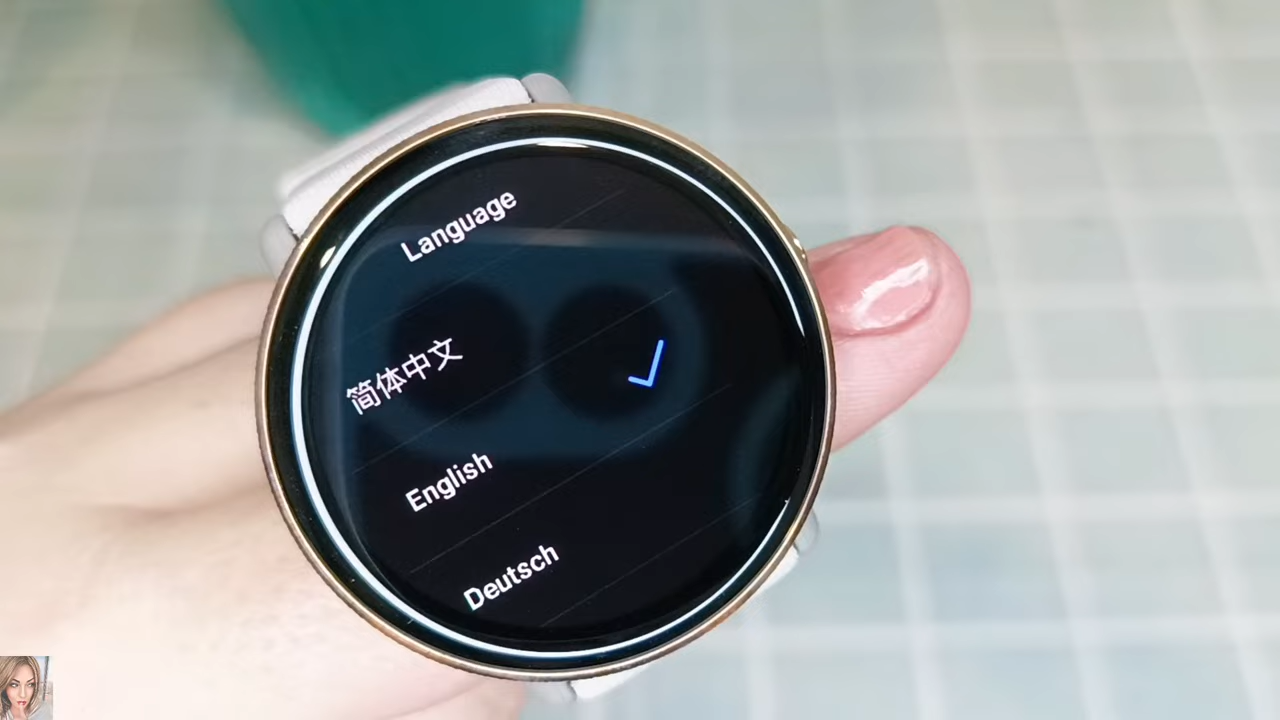 Language
简体中文
English
Deutsch